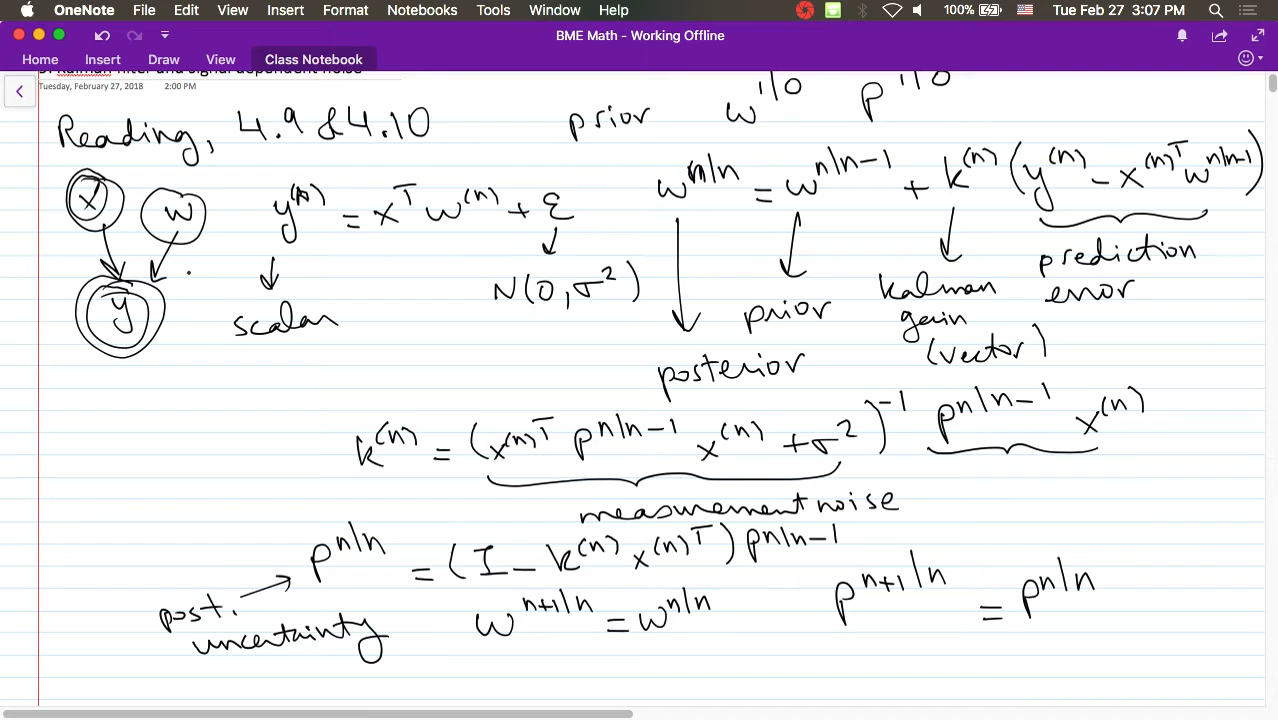 OneNote File Edit View Insert Format Notebooks Tools Window Help 100% Tue Feb 27 3:07 PM
BME Math - Working Offline
Home Insert Draw View Class Notebook
Tuesday, February 27, 2018 2:00 PM
Reading, 4.9 & 4.10 prior w^{1|0} P^{1|0}
x w y
y^{(n)} = x^T w^{(n)} + ε
scalar N(0, σ^2)
w^{n|n} = w^{n|n-1} + k^{(n)} (y^{(n)} - x^{(n)T} w^{n|n-1})
posterior prior kalman gain (vector) prediction error
k^{(n)} = (x^{(n)T} P^{n|n-1} x^{(n)} + σ^2)^{-1} P^{n|n-1} x^{(n)}
measurement noise
P^{n|n} = (I - k^{(n)} x^{(n)T}) P^{n|n-1}
post. uncertainty
w^{n+1|n} = w^{n|n} P^{n+1|n} = P^{n|n}